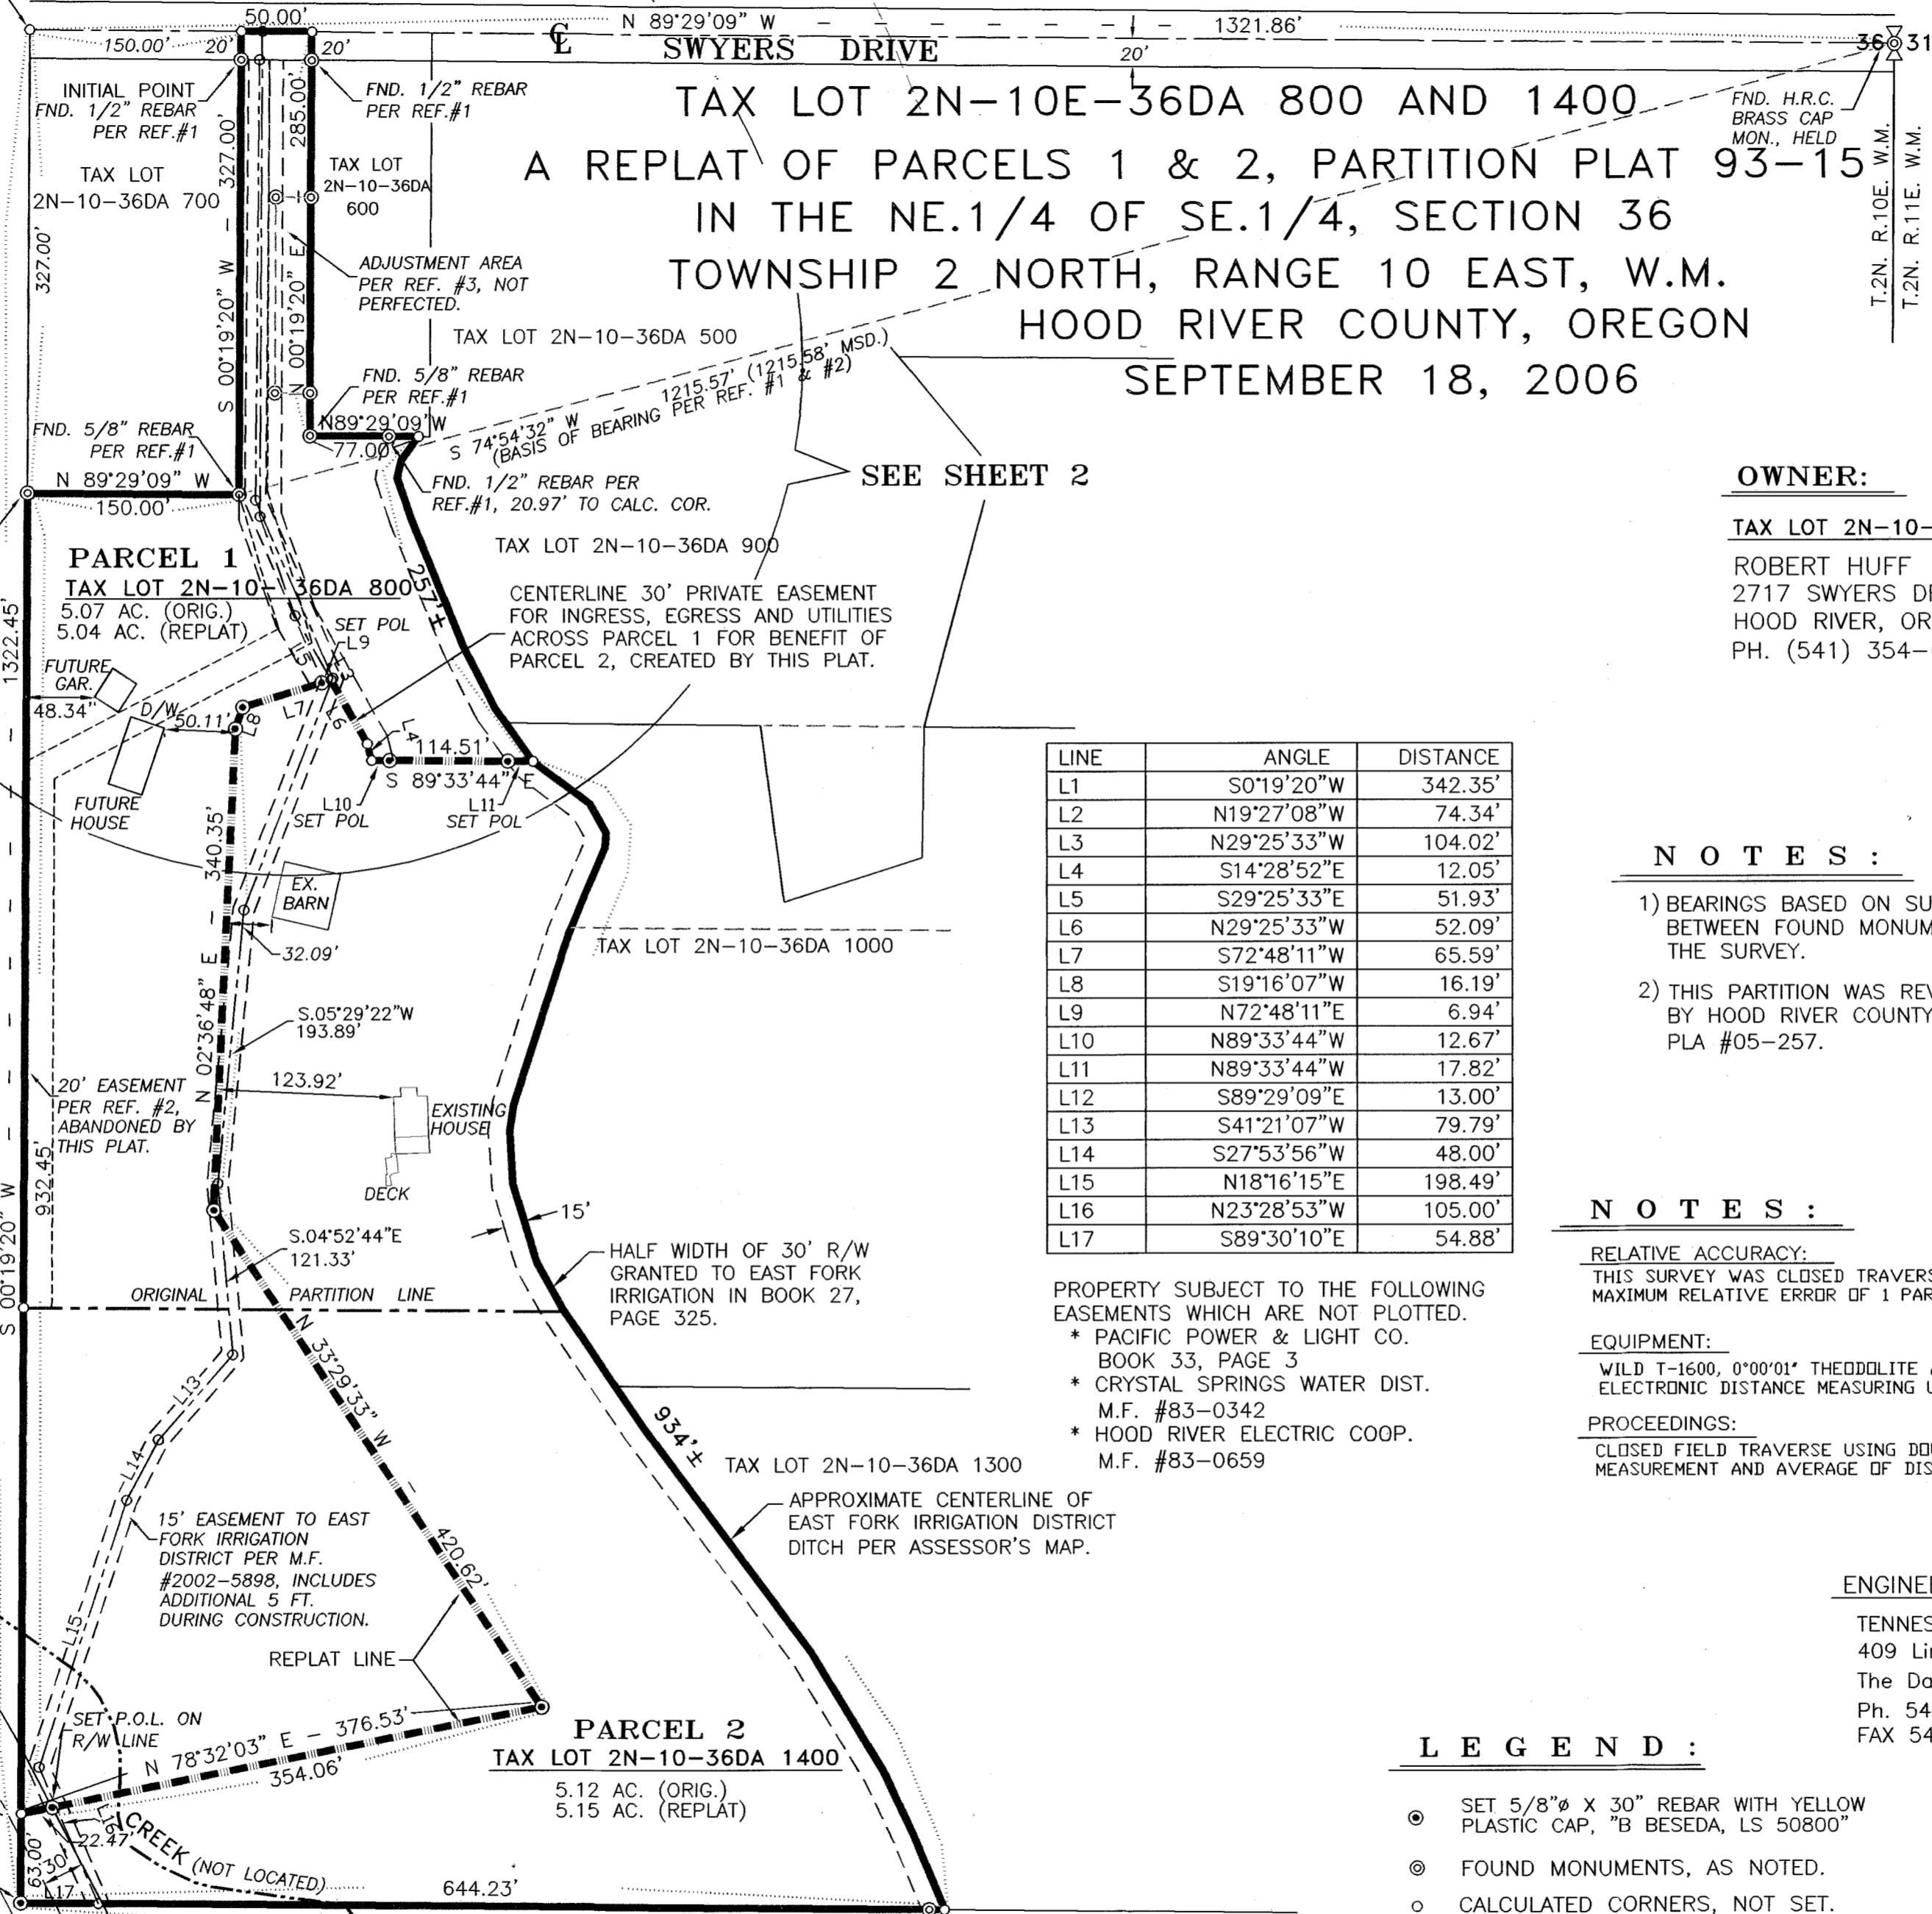 50.00'
N 89°29'09" W
1321.86'
150.00'
20'
20'
℄ SWYERS DRIVE
20'
36 31
INITIAL POINT
FND. 1/2" REBAR
PER REF.#1
FND. 1/2" REBAR
PER REF.#1
TAX LOT 2N-10E-36DA 800 AND 1400
A REPLAT OF PARCELS 1 & 2, PARTITION PLAT 93-15
IN THE NE.1/4 OF SE.1/4, SECTION 36
TOWNSHIP 2 NORTH, RANGE 10 EAST, W.M.
HOOD RIVER COUNTY, OREGON
SEPTEMBER 18, 2006
FND. H.R.C.
BRASS CAP
MON., HELD
T.2N. R.10E. W.M.
T.2N. R.11E. W.M.
TAX LOT
2N-10-36DA 700
327.00'
S 00°19'20" W - 327.00'
285.00'
N 00°19'20" E
TAX LOT
2N-10-36DA
600
ADJUSTMENT AREA
PER REF. #3, NOT
PERFECTED.
TAX LOT 2N-10-36DA 500
FND. 5/8" REBAR
PER REF.#1
N89°29'09"W
77.00'
S 74°54'32" W - 1215.57' (1215.58' MSD.)
(BASIS OF BEARING PER REF. #1 & #2)
FND. 5/8" REBAR
PER REF.#1
N 89°29'09" W
150.00'
FND. 1/2" REBAR PER
REF.#1, 20.97' TO CALC. COR.
SEE SHEET 2
OWNER:
TAX LOT 2N-10-
ROBERT HUFF
2717 SWYERS DR
HOOD RIVER, OR
PH. (541) 354-
PARCEL 1
TAX LOT 2N-10-36DA 800
5.07 AC. (ORIG.)
5.04 AC. (REPLAT)
TAX LOT 2N-10-36DA 900
257'±
CENTERLINE 30' PRIVATE EASEMENT
FOR INGRESS, EGRESS AND UTILITIES
ACROSS PARCEL 1 FOR BENEFIT OF
PARCEL 2, CREATED BY THIS PLAT.
SET POL
L9
L5
L3
L6
L7
L8
L4
FUTURE
GAR.
48.34"
D/W
50.11'
114.51'
S 89°33'44" E
L10
SET POL
L11
SET POL
FUTURE
HOUSE
1322.45'
340.35'
N 02°36'48" E -
EX.
BARN
32.09'
S.05°29'22"W
193.89'
123.92'
EXISTING
HOUSE
DECK
20' EASEMENT
PER REF. #2,
ABANDONED BY
THIS PLAT.
932.45'
S 00°19'20" W
TAX LOT 2N-10-36DA 1000
15'
S.04°52'44"E
121.33'
HALF WIDTH OF 30' R/W
GRANTED TO EAST FORK
IRRIGATION IN BOOK 27,
PAGE 325.
ORIGINAL PARTITION LINE
LINE ANGLE DISTANCE
L1 S0°19'20"W 342.35'
L2 N19°27'08"W 74.34'
L3 N29°25'33"W 104.02'
L4 S14°28'52"E 12.05'
L5 S29°25'33"E 51.93'
L6 N29°25'33"W 52.09'
L7 S72°48'11"W 65.59'
L8 S19°16'07"W 16.19'
L9 N72°48'11"E 6.94'
L10 N89°33'44"W 12.67'
L11 N89°33'44"W 17.82'
L12 S89°29'09"E 13.00'
L13 S41°21'07"W 79.79'
L14 S27°53'56"W 48.00'
L15 N18°16'15"E 198.49'
L16 N23°28'53"W 105.00'
L17 S89°30'10"E 54.88'
PROPERTY SUBJECT TO THE FOLLOWING
EASEMENTS WHICH ARE NOT PLOTTED.
* PACIFIC POWER & LIGHT CO.
BOOK 33, PAGE 3
* CRYSTAL SPRINGS WATER DIST.
M.F. #83-0342
* HOOD RIVER ELECTRIC COOP.
M.F. #83-0659
NOTES:
1) BEARINGS BASED ON SU
BETWEEN FOUND MONUM
THE SURVEY.
2) THIS PARTITION WAS REV
BY HOOD RIVER COUNTY
PLA #05-257.
NOTES:
RELATIVE ACCURACY:
THIS SURVEY WAS CLOSED TRAVERS
MAXIMUM RELATIVE ERROR OF 1 PAR
EQUIPMENT:
WILD T-1600, 0°00'01" THEODOLITE
ELECTRONIC DISTANCE MEASURING U
PROCEEDINGS:
CLOSED FIELD TRAVERSE USING DOU
MEASUREMENT AND AVERAGE OF DIS
L13
L14
L15
N 33°29'33" W -
420.62'
934'±
TAX LOT 2N-10-36DA 1300
APPROXIMATE CENTERLINE OF
EAST FORK IRRIGATION DISTRICT
DITCH PER ASSESSOR'S MAP.
15' EASEMENT TO EAST
FORK IRRIGATION
DISTRICT PER M.F.
#2002-5898, INCLUDES
ADDITIONAL 5 FT.
DURING CONSTRUCTION.
REPLAT LINE
SET P.O.L. ON
R/W LINE
N 78°32'03" E - 376.53'
354.06'
PARCEL 2
TAX LOT 2N-10-36DA 1400
5.12 AC. (ORIG.)
5.15 AC. (REPLAT)
L16
22.47
63.00'
30'
L17
CREEK (NOT LOCATED)
644.23'
ENGINEE
TENNES
409 Lin
The Da
Ph. 54
FAX 54
LEGEND:
SET 5/8"ø X 30" REBAR WITH YELLOW
PLASTIC CAP, "B BESEDA, LS 50800"
FOUND MONUMENTS, AS NOTED.
CALCULATED CORNERS, NOT SET.